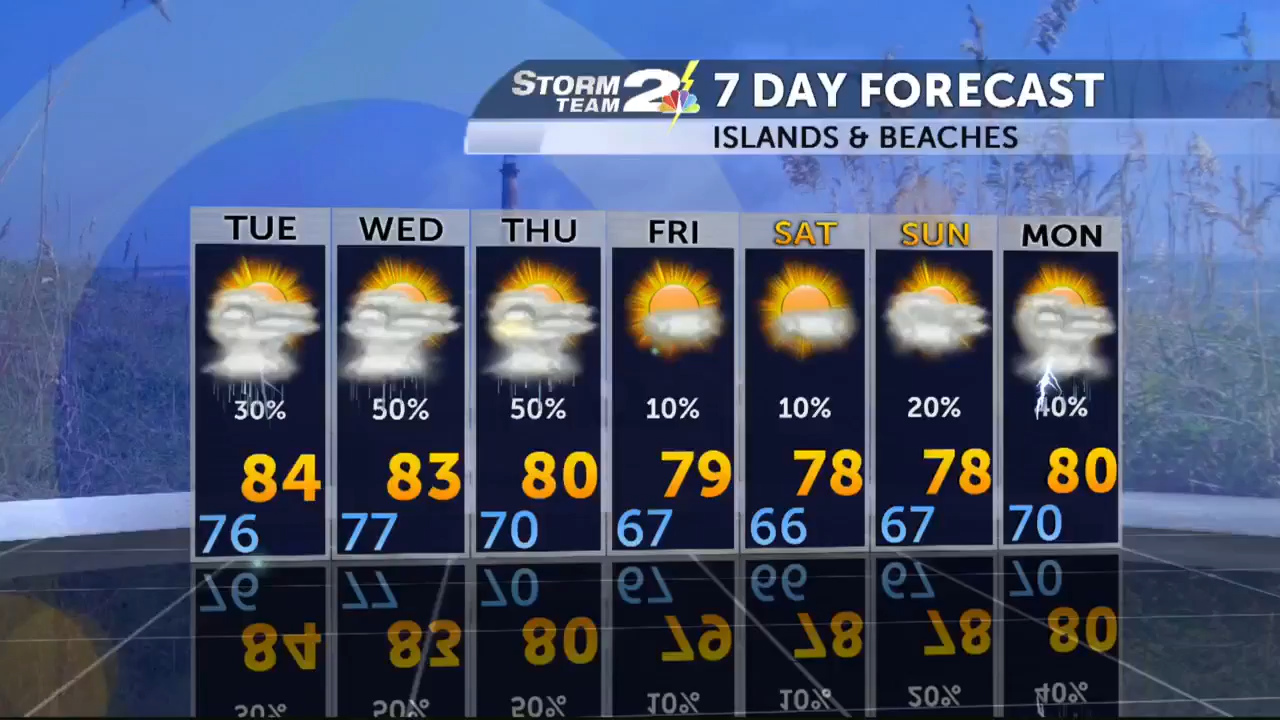 STORM TEAM 2 7 DAY FORECAST
ISLANDS & BEACHES
TUE WED THU FRI SAT SUN MON
30% 50% 50% 10% 10% 20% 40%
84 83 80 79 78 78 80
76 77 70 67 66 67 70